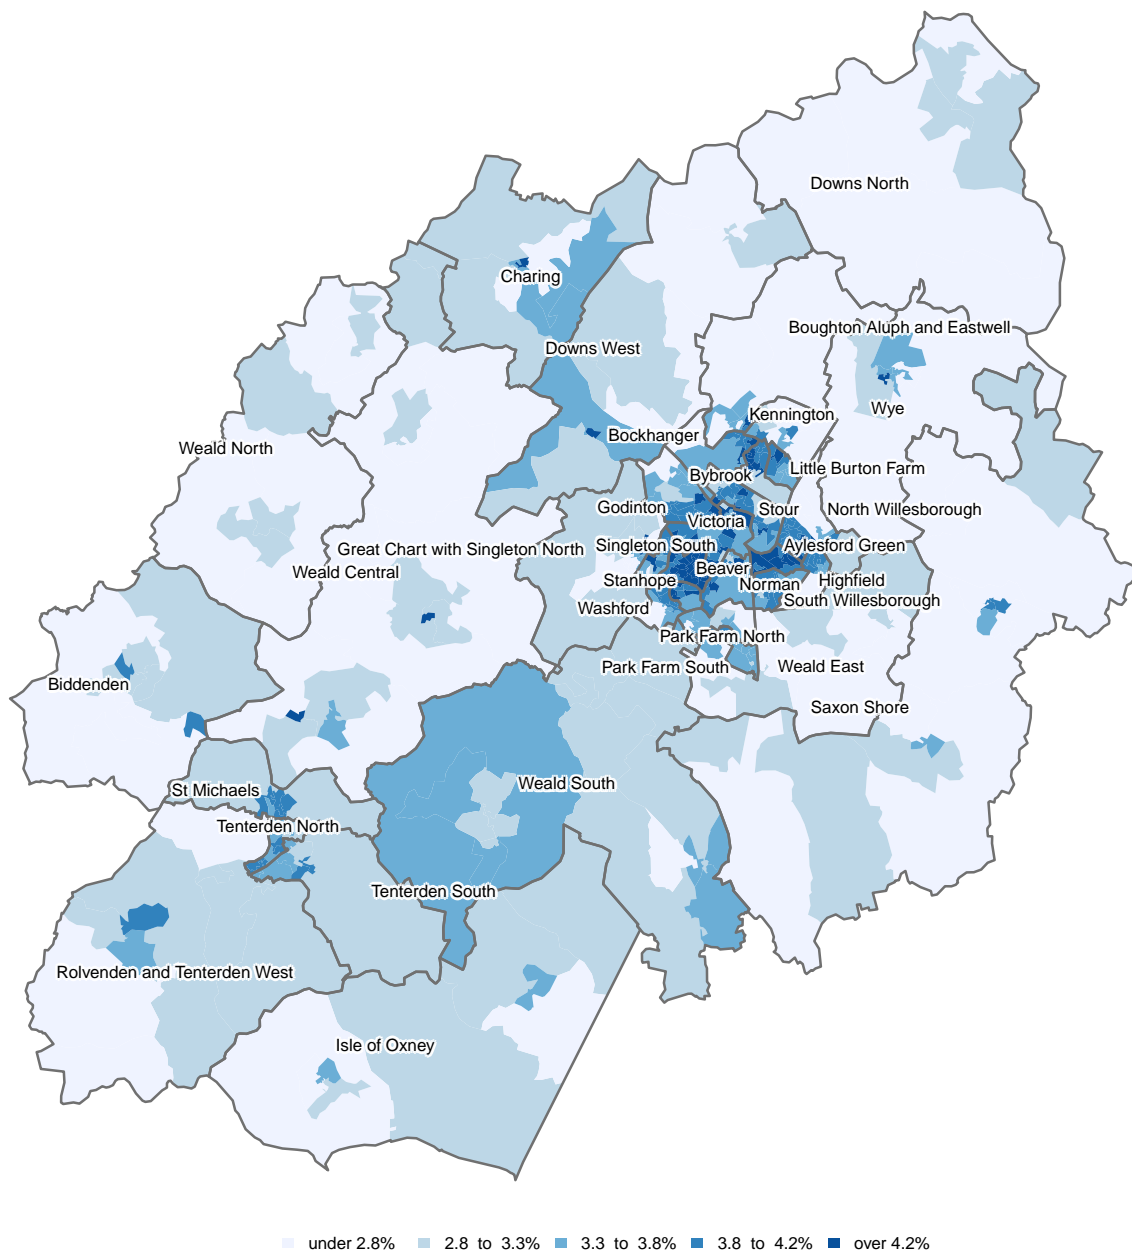 Downs North
Charing
Boughton Aluph and Eastwell
Downs West
Wye
Kennington
Bockhanger
Weald North
Little Burton Farm
Bybrook
Godinton
Stour
North Willesborough
Victoria
Singleton South
Aylesford Green
Great Chart with Singleton North
Weald Central
Beaver
Stanhope
Norman
Highfield
South Willesborough
Washford
Park Farm North
Park Farm South
Weald East
Biddenden
Saxon Shore
Weald South
St Michaels
Tenterden North
Tenterden South
Rolvenden and Tenterden West
Isle of Oxney
under 2.8% 2.8 to 3.3% 3.3 to 3.8% 3.8 to 4.2% over 4.2%